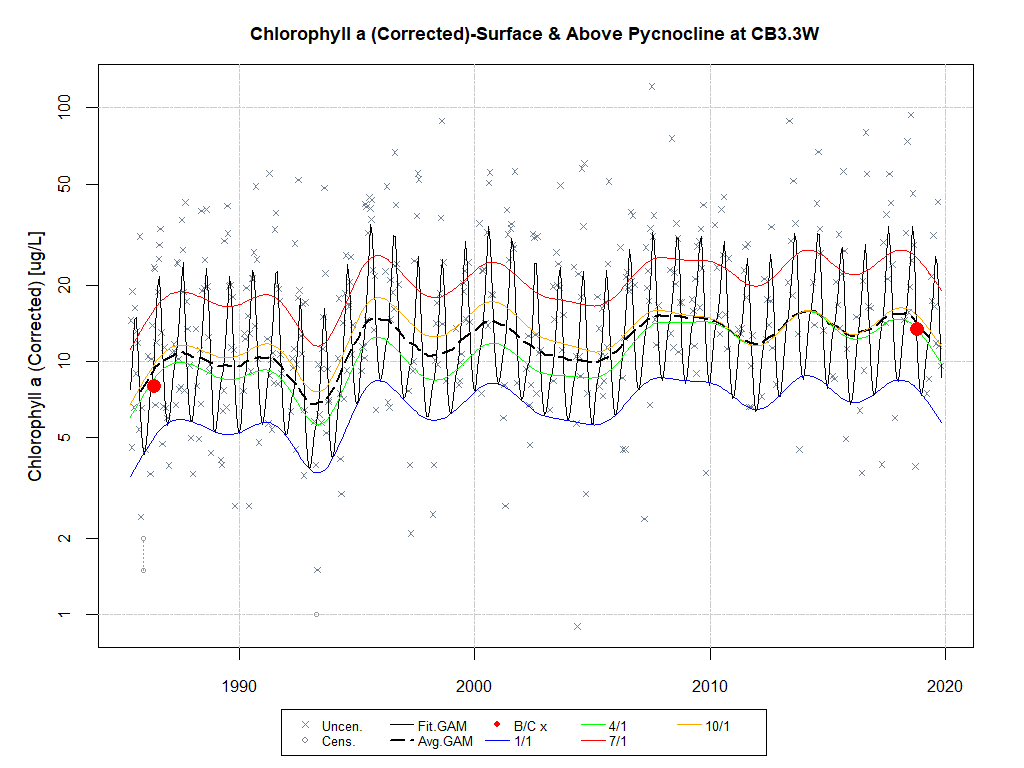 Chlorophyll a (Corrected)-Surface & Above Pycnocline at CB3.3W
Chlorophyll a (Corrected) [ug/L]
100
50
20
10
5
2
1
1990 2000 2010 2020
Uncen. Fit.GAM B/C x 4/1 10/1
Cens. Avg.GAM 1/1 7/1